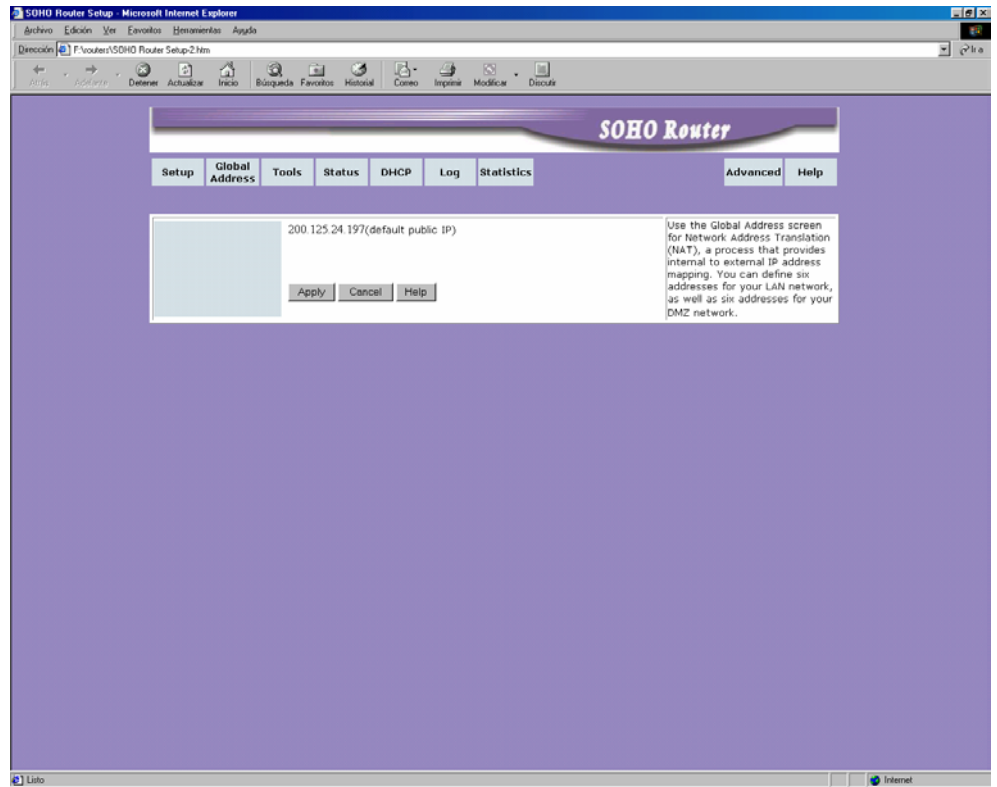 SOHO Router Setup - Microsoft Internet Explorer
Archivo Edición Ver Favoritos Herramientas Ayuda
Dirección F:\routers\SOHO Router Setup-2.htm Ir a
Atrás Adelante Detener Actualizar Inicio Búsqueda Favoritos Historial Correo Imprimir Modificar Discutir
SOHO Router
Setup Global Address Tools Status DHCP Log Statistics Advanced Help
200.125.24.197(default public IP)
Apply Cancel Help
Use the Global Address screen
for Network Address Translation
(NAT), a process that provides
internal to external IP address
mapping. You can define six
addresses for your LAN network,
as well as six addresses for your
DMZ network.
Listo Internet